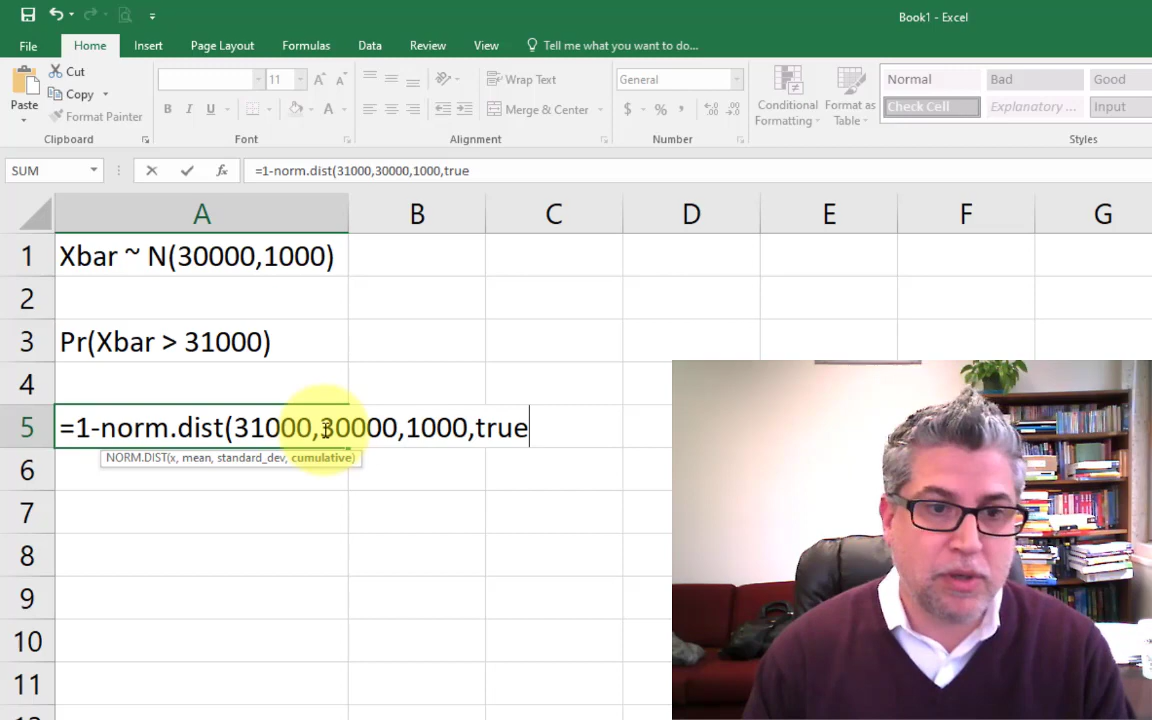 Book1 - Excel
File Home Insert Page Layout Formulas Data Review View Tell me what you want to do...
Paste
Cut
Copy
Format Painter
Clipboard
11
B I U
Font
Wrap Text
Merge & Center
Alignment
General
$ % ,
Number
Conditional Formatting
Format as Table
Normal Bad Good
Check Cell Explanatory... Input
Styles
SUM fx =1-norm.dist(31000,30000,1000,true
A B C D E F G
1 Xbar ~ N(30000,1000)
2
3 Pr(Xbar > 31000)
4
5 =1-norm.dist(31000,30000,1000,true
NORM.DIST(x, mean, standard_dev, cumulative)
6
7
8
9
10
11